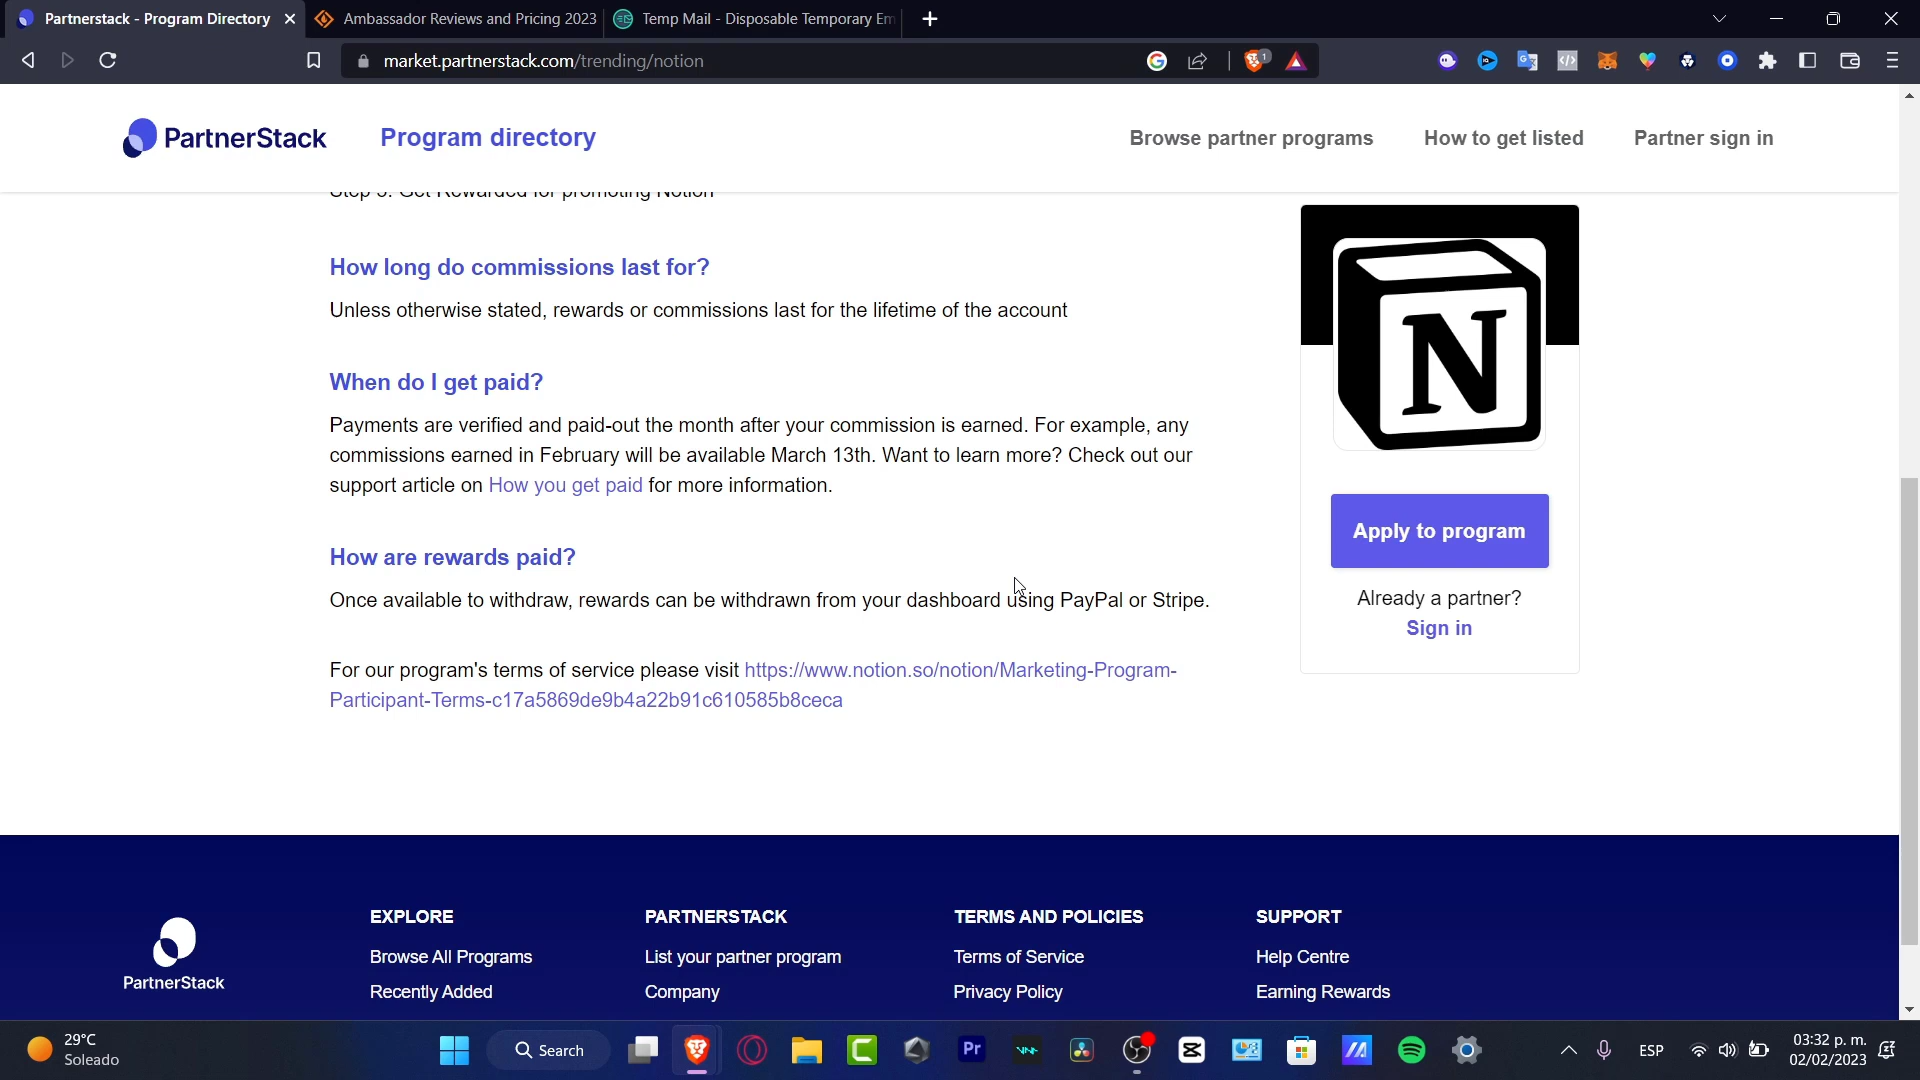 Partnerstack - Program Directory
Ambassador Reviews and Pricing 2023
Temp Mail - Disposable Temporary Em
market.partnerstack.com/trending/notion
PartnerStack
Program directory
Browse partner programs
How to get listed
Partner sign in
Step 3: Get Rewarded for promoting Notion
How long do commissions last for?
Unless otherwise stated, rewards or commissions last for the lifetime of the account
When do I get paid?
Payments are verified and paid-out the month after your commission is earned. For example, any
commissions earned in February will be available March 13th. Want to learn more? Check out our
support article on How you get paid for more information.
How are rewards paid?
Once available to withdraw, rewards can be withdrawn from your dashboard using PayPal or Stripe.
For our program's terms of service please visit https://www.notion.so/notion/Marketing-Program-
Participant-Terms-c17a5869de9b4a22b91c610585b8ceca
N
Apply to program
Already a partner?
Sign in
PartnerStack
EXPLORE
Browse All Programs
Recently Added
PARTNERSTACK
List your partner program
Company
TERMS AND POLICIES
Terms of Service
Privacy Policy
SUPPORT
Help Centre
Earning Rewards
29°C
Soleado
Search
Pr
ESP
03:32 p. m.
02/02/2023